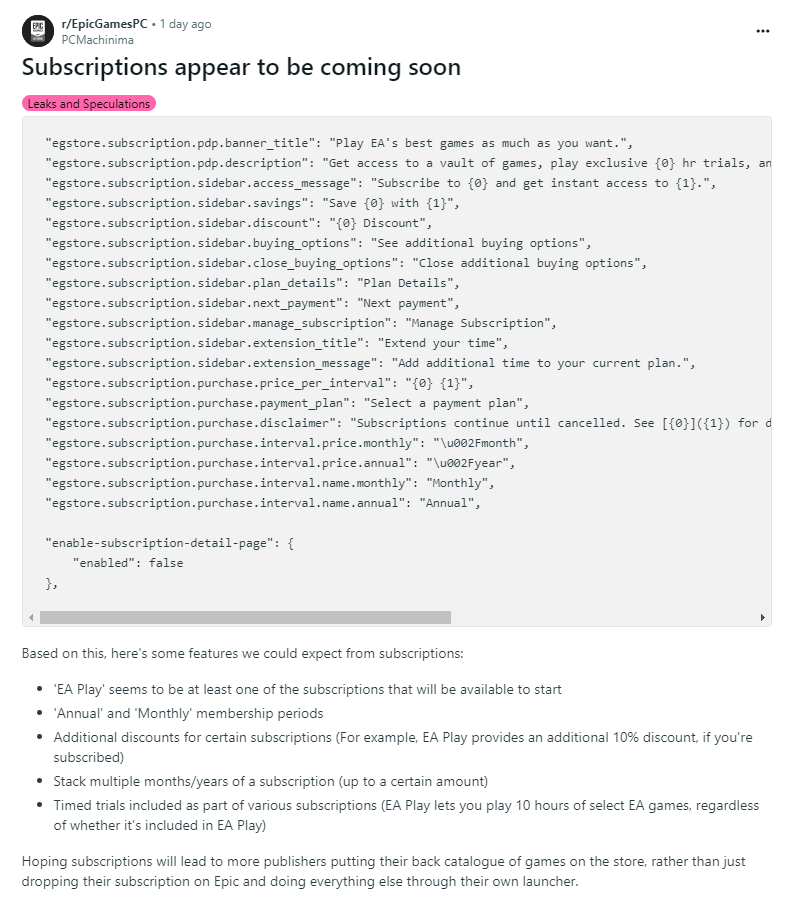 r/EpicGamesPC • 1 day ago
PCMachinima
Subscriptions appear to be coming soon
Leaks and Speculations
"egstore.subscription.pdp.banner_title": "Play EA's best games as much as you want.",
"egstore.subscription.pdp.description": "Get access to a vault of games, play exclusive {0} hr trials, an
"egstore.subscription.sidebar.access_message": "Subscribe to {0} and get instant access to {1}.",
"egstore.subscription.sidebar.savings": "Save {0} with {1}",
"egstore.subscription.sidebar.discount": "{0} Discount",
"egstore.subscription.sidebar.buying_options": "See additional buying options",
"egstore.subscription.sidebar.close_buying_options": "Close additional buying options",
"egstore.subscription.sidebar.plan_details": "Plan Details",
"egstore.subscription.sidebar.next_payment": "Next payment",
"egstore.subscription.sidebar.manage_subscription": "Manage Subscription",
"egstore.subscription.sidebar.extension_title": "Extend your time",
"egstore.subscription.sidebar.extension_message": "Add additional time to your current plan.",
"egstore.subscription.purchase.price_per_interval": "{0} {1}",
"egstore.subscription.purchase.payment_plan": "Select a payment plan",
"egstore.subscription.purchase.disclaimer": "Subscriptions continue until cancelled. See [{0}]({1}) for d
"egstore.subscription.purchase.interval.price.monthly": "\u002Fmonth",
"egstore.subscription.purchase.interval.price.annual": "\u002Fyear",
"egstore.subscription.purchase.interval.name.monthly": "Monthly",
"egstore.subscription.purchase.interval.name.annual": "Annual",
"enable-subscription-detail-page": {
"enabled": false
},
Based on this, here's some features we could expect from subscriptions:
• 'EA Play' seems to be at least one of the subscriptions that will be available to start
• 'Annual' and 'Monthly' membership periods
• Additional discounts for certain subscriptions (For example, EA Play provides an additional 10% discount, if you're
subscribed)
• Stack multiple months/years of a subscription (up to a certain amount)
• Timed trials included as part of various subscriptions (EA Play lets you play 10 hours of select EA games, regardless
of whether it's included in EA Play)
Hoping subscriptions will lead to more publishers putting their back catalogue of games on the store, rather than just
dropping their subscription on Epic and doing everything else through their own launcher.